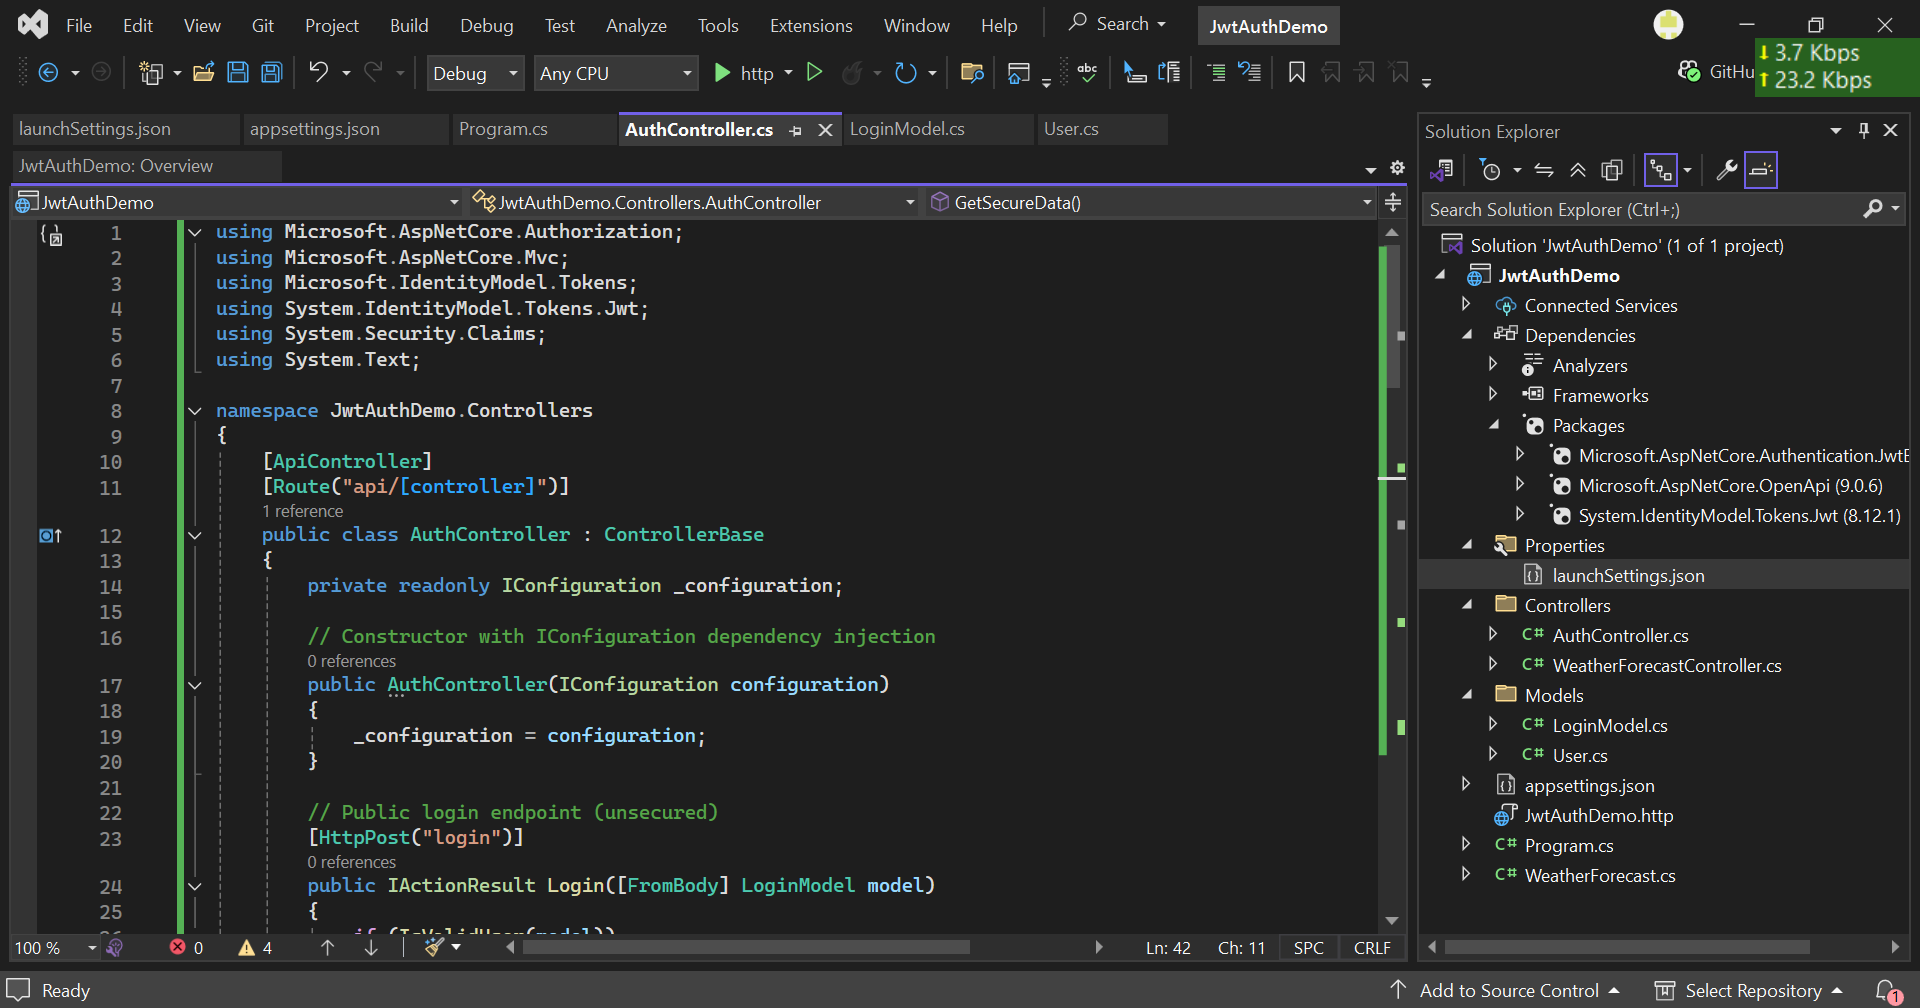 File Edit View Git Project Build Debug Test Analyze Tools Extensions Window Help Search JwtAuthDemo
Debug Any CPU http GitHu
3.7 Kbps
23.2 Kbps
launchSettings.json appsettings.json Program.cs AuthController.cs LoginModel.cs User.cs
JwtAuthDemo: Overview
JwtAuthDemo JwtAuthDemo.Controllers.AuthController GetSecureData()
1 using Microsoft.AspNetCore.Authorization;
2 using Microsoft.AspNetCore.Mvc;
3 using Microsoft.IdentityModel.Tokens;
4 using System.IdentityModel.Tokens.Jwt;
5 using System.Security.Claims;
6 using System.Text;
7
8 namespace JwtAuthDemo.Controllers
9 {
10 [ApiController]
11 [Route("api/[controller]")]
1 reference
12 public class AuthController : ControllerBase
13 {
14 private readonly IConfiguration _configuration;
15
16 // Constructor with IConfiguration dependency injection
0 references
17 public AuthController(IConfiguration configuration)
18 {
19 _configuration = configuration;
20 }
21
22 // Public login endpoint (unsecured)
23 [HttpPost("login")]
0 references
24 public IActionResult Login([FromBody] LoginModel model)
25 {
100 % 0 4 Ln: 42 Ch: 11 SPC CRLF
Solution Explorer
Search Solution Explorer (Ctrl+;)
Solution 'JwtAuthDemo' (1 of 1 project)
JwtAuthDemo
Connected Services
Dependencies
Analyzers
Frameworks
Packages
Microsoft.AspNetCore.Authentication.JwtB
Microsoft.AspNetCore.OpenApi (9.0.6)
System.IdentityModel.Tokens.Jwt (8.12.1)
Properties
launchSettings.json
Controllers
C# AuthController.cs
C# WeatherForecastController.cs
Models
C# LoginModel.cs
C# User.cs
appsettings.json
JwtAuthDemo.http
C# Program.cs
C# WeatherForecast.cs
Ready Add to Source Control Select Repository 1